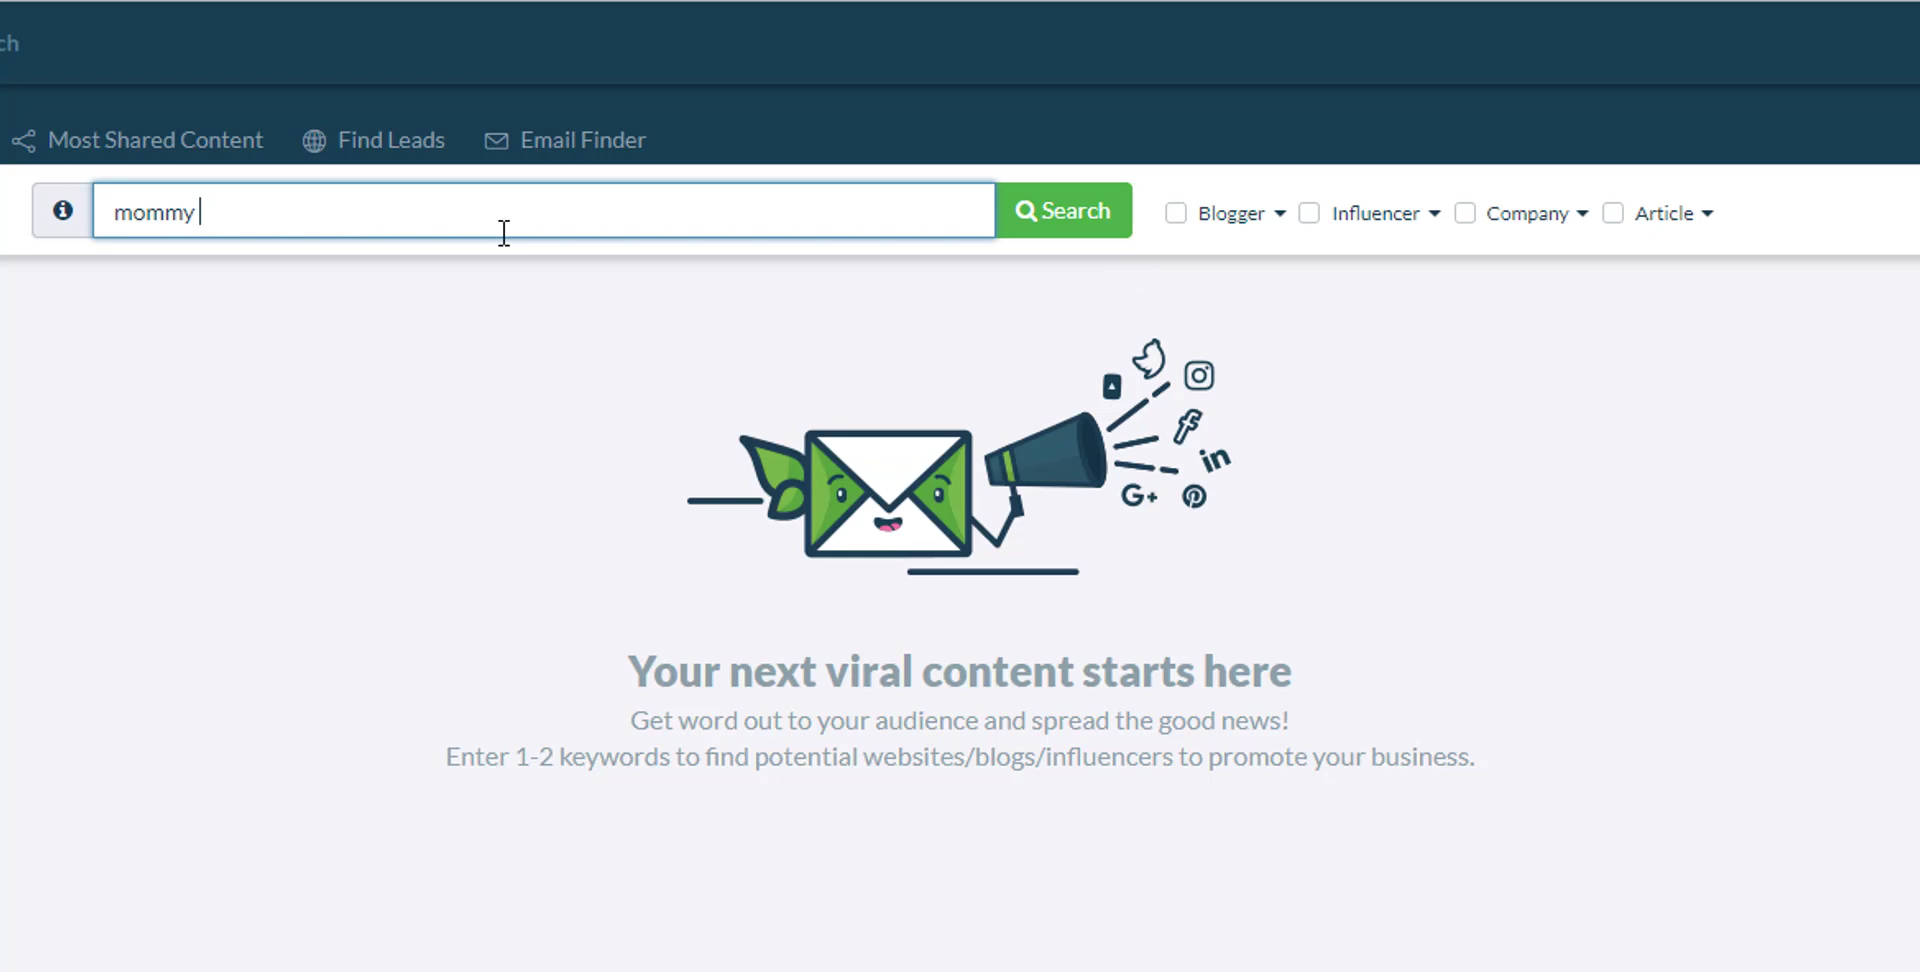 ch
Most Shared Content Find Leads Email Finder
mommy Search Blogger Influencer Company Article
G+ in
Your next viral content starts here
Get word out to your audience and spread the good news!
Enter 1-2 keywords to find potential websites/blogs/influencers to promote your business.